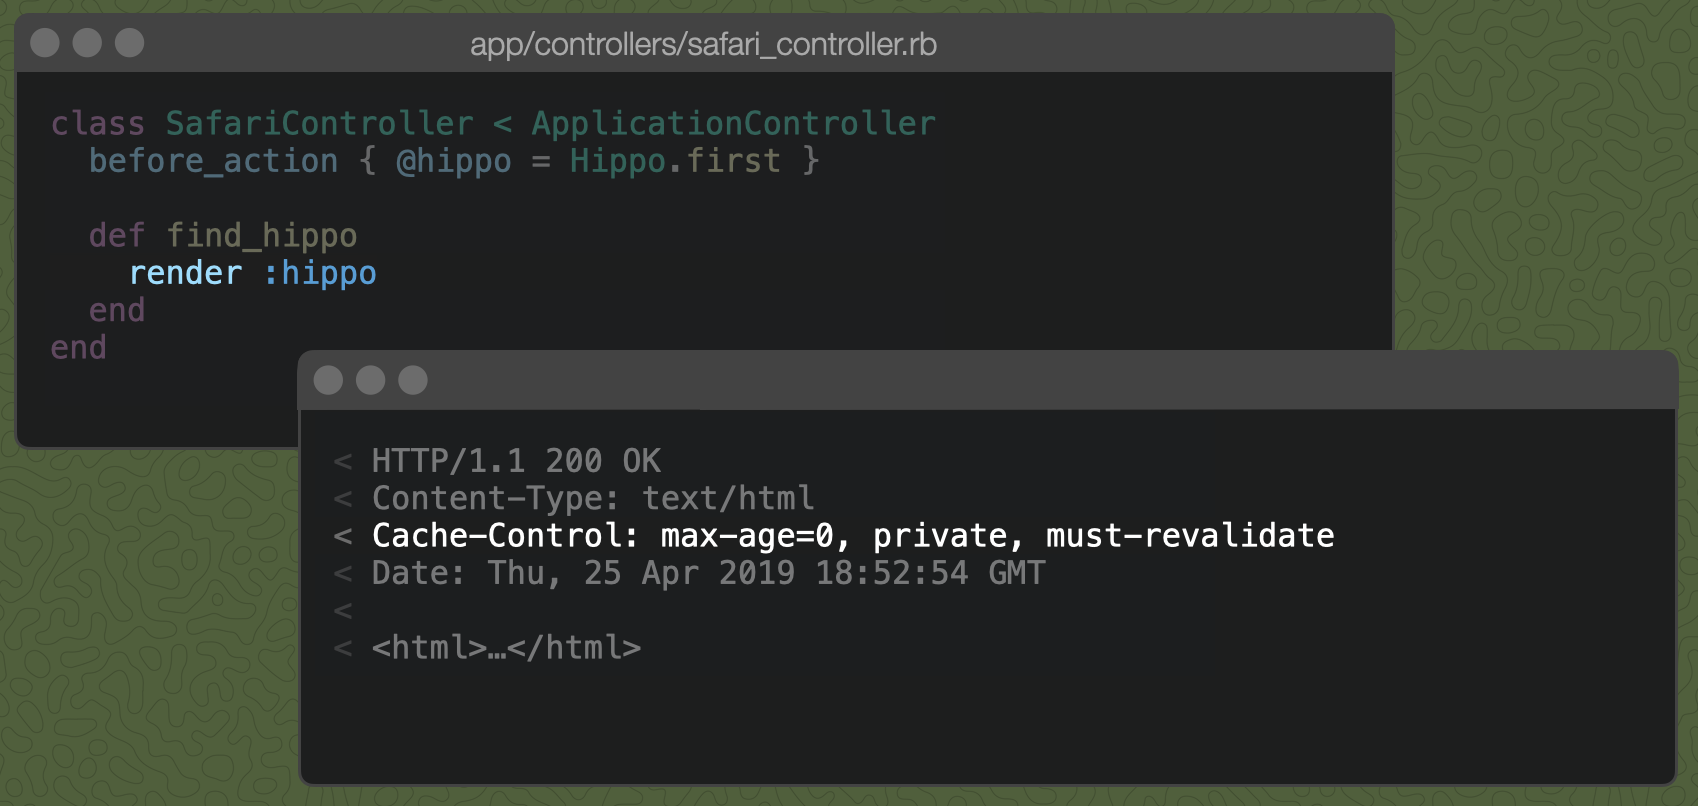 app/controllers/safari_controller.rb
class SafariController < ApplicationController
  before_action { @hippo = Hippo.first }

  def find_hippo
    render :hippo
  end
end
< HTTP/1.1 200 OK
< Content-Type: text/html
< Cache-Control: max-age=0, private, must-revalidate
< Date: Thu, 25 Apr 2019 18:52:54 GMT
<
< <html>…</html>